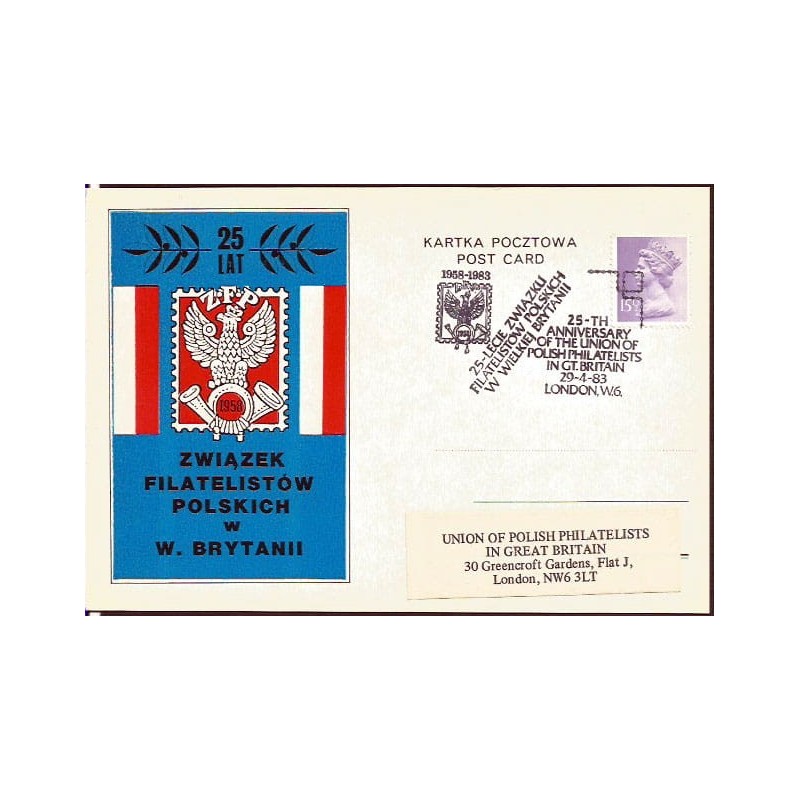 25
LAT
Z.F.P
1958
ZWIĄZEK
FILATELISTÓW
POLSKICH
w
W. BRYTANII
KARTKA POCZTOWA
POST CARD
1958-1983
1958
25-LECIE ZWIĄZKU
FILATELISTÓW POLSKICH
W WIELKIEJ BRYTANII
15½
25-TH
ANNIVERSARY
OF THE UNION OF
POLISH PHILATELISTS
IN GT. BRITAIN
29-4-83
LONDON, W.6.
UNION OF POLISH PHILATELISTS
IN GREAT BRITAIN
30 Greencroft Gardens, Flat J,
London, NW6 3LT